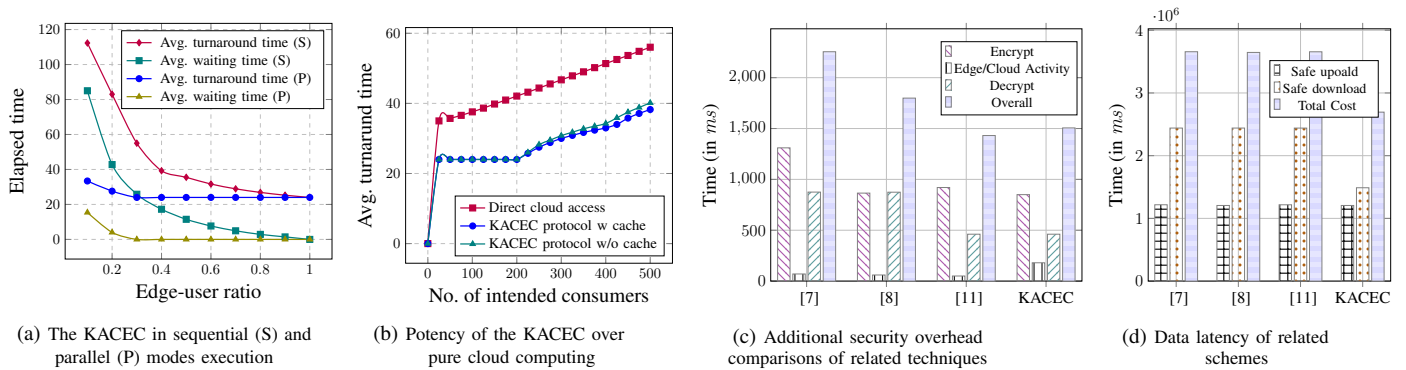 120
100
80
60
40
20
0
0.2
0.4
0.6
0.8
1
Elapsed time
Edge-user ratio
Avg. turnaround time (S)
Avg. waiting time (S)
Avg. turnaround time (P)
Avg. waiting time (P)
(a) The KACEC in sequential (S) and
parallel (P) modes execution
60
40
20
0
0
100
200
300
400
500
Avg. turnarund time
No. of intended consumers
Direct cloud access
KACEC protocol w cache
KACEC protocol w/o cache
(b) Potency of the KACEC over
pure cloud computing
2,000
1,500
1,000
500
0
[7]
[8]
[11]
KACEC
Time (in ms)
Encrypt
Edge/Cloud Activity
Decrypt
Overall
(c) Additional security overhead
comparisons of related techniques
·10⁶
4
3
2
1
0
[7]
[8]
[11]
KACEC
Time (in ms)
Safe upoald
Safe download
Total Cost
(d) Data latency of related
schemes